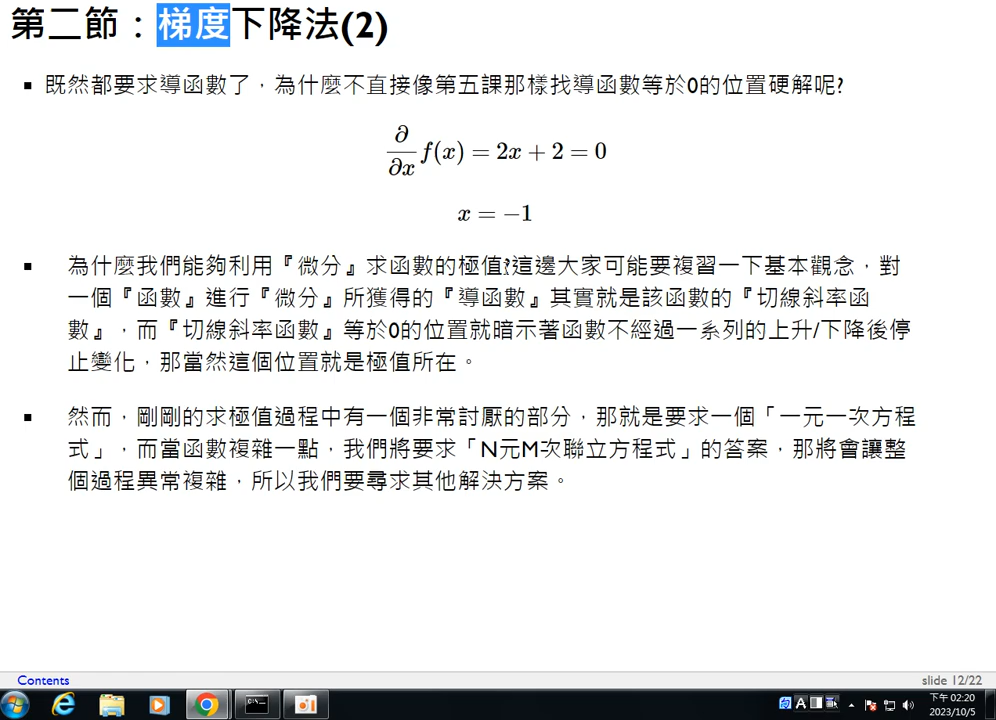 第二節：梯度下降法(2)
▪ 既然都要求導函數了，為什麼不直接像第五課那樣找導函數等於0的位置硬解呢?
∂/∂x f(x) = 2x + 2 = 0
x = −1
▪ 為什麼我們能夠利用『微分』求函數的極值?這邊大家可能要複習一下基本觀念，對
一個『函數』進行『微分』所獲得的『導函數』其實就是該函數的『切線斜率函
數』，而『切線斜率函數』等於0的位置就暗示著函數不經過一系列的上升/下降後停
止變化，那當然這個位置就是極值所在。
▪ 然而，剛剛的求極值過程中有一個非常討厭的部分，那就是要求一個「一元一次方程
式」，而當函數複雜一點，我們將要求「N元M次聯立方程式」的答案，那將會讓整
個過程異常複雜，所以我們要尋求其他解決方案。
Contents
slide 12/22
下午 02:20
2023/10/5